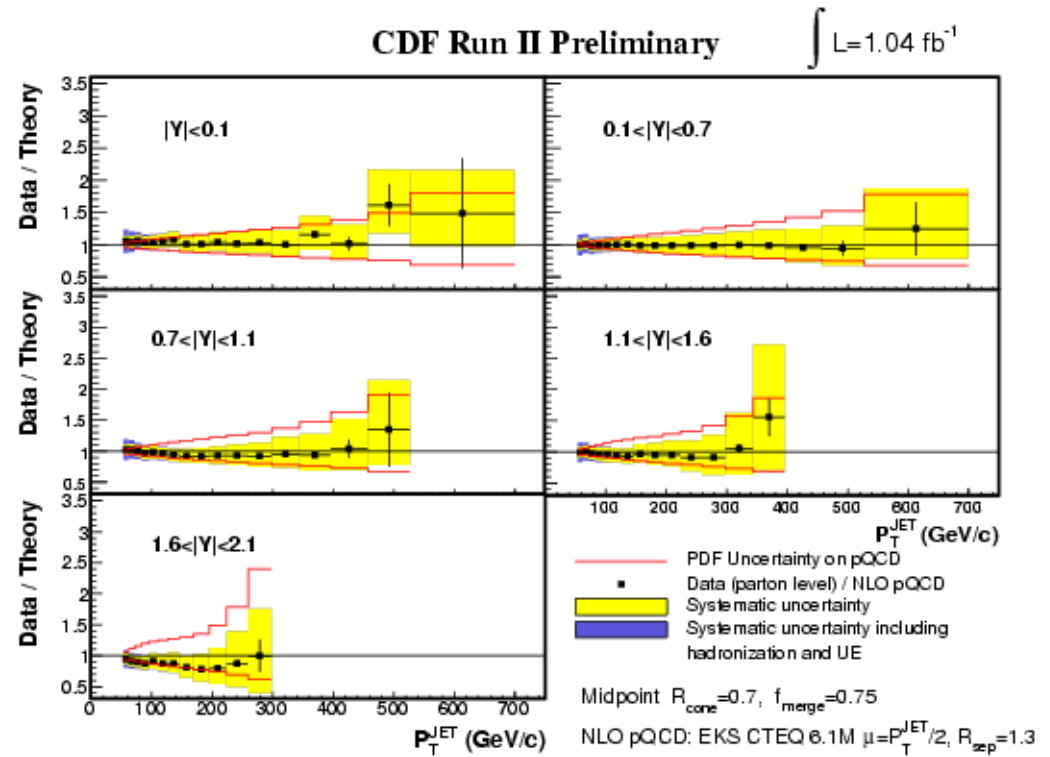 CDF Run II Preliminary
∫ L=1.04 fb⁻¹
Data / Theory
3.5
3
2.5
2
1.5
1
0.5
|Y|<0.1
0.1<|Y|<0.7
Data / Theory
3.5
3
2.5
2
1.5
1
0.5
0.7<|Y|<1.1
1.1<|Y|<1.6
100 200 300 400 500 600 700
P_T^JET (GeV/c)
Data / Theory
3.5
3
2.5
2
1.5
1
0.5
1.6<|Y|<2.1
0 100 200 300 400 500 600 700
P_T^JET (GeV/c)
PDF Uncertainty on pQCD
Data (parton level) / NLO pQCD
Systematic uncertainty
Systematic uncertainty including
hadronization and UE
Midpoint R_cone=0.7, f_merge=0.75
NLO pQCD: EKS CTEQ 6.1M μ=P_T^JET/2, R_sep=1.3